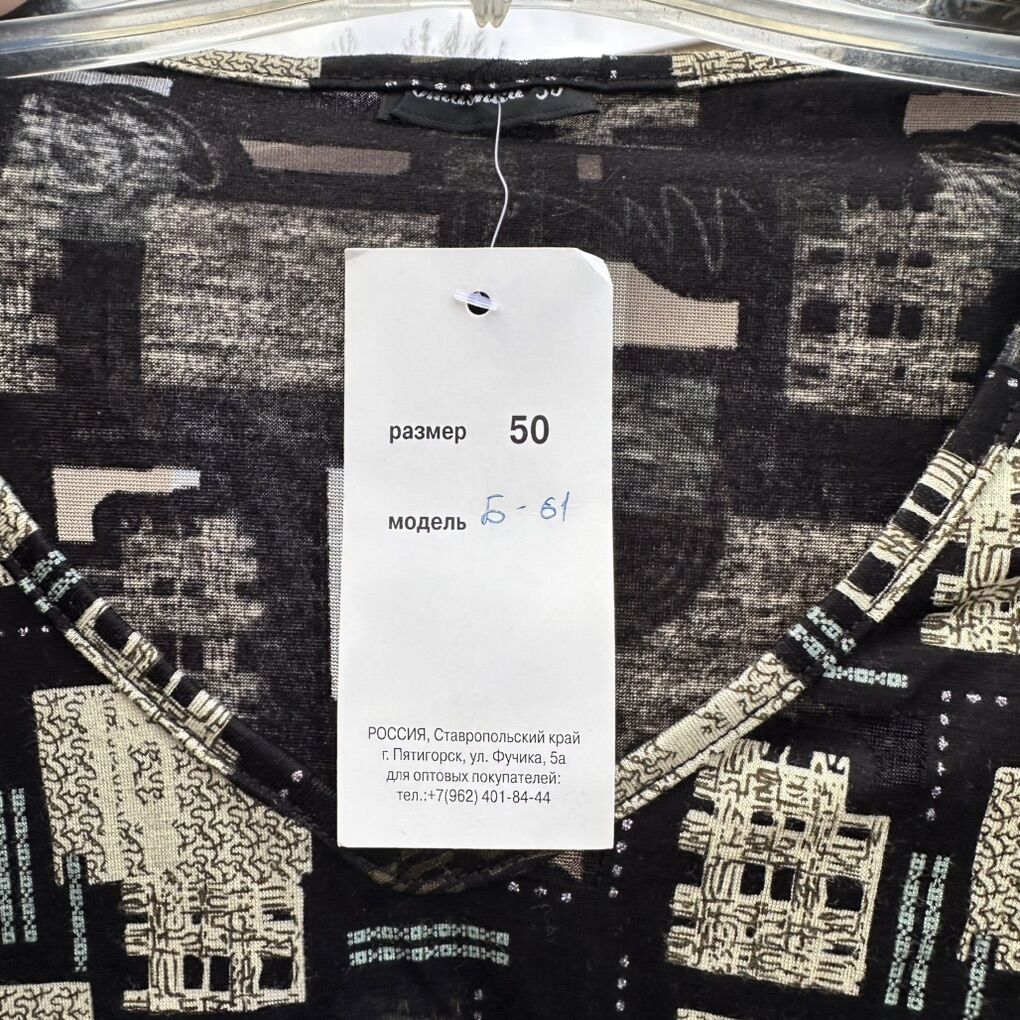 размер 50
модель Б-61
РОССИЯ, Ставропольский край
г. Пятигорск, ул. Фучика, 5а
для оптовых покупателей:
тел.:+7(962) 401-84-44